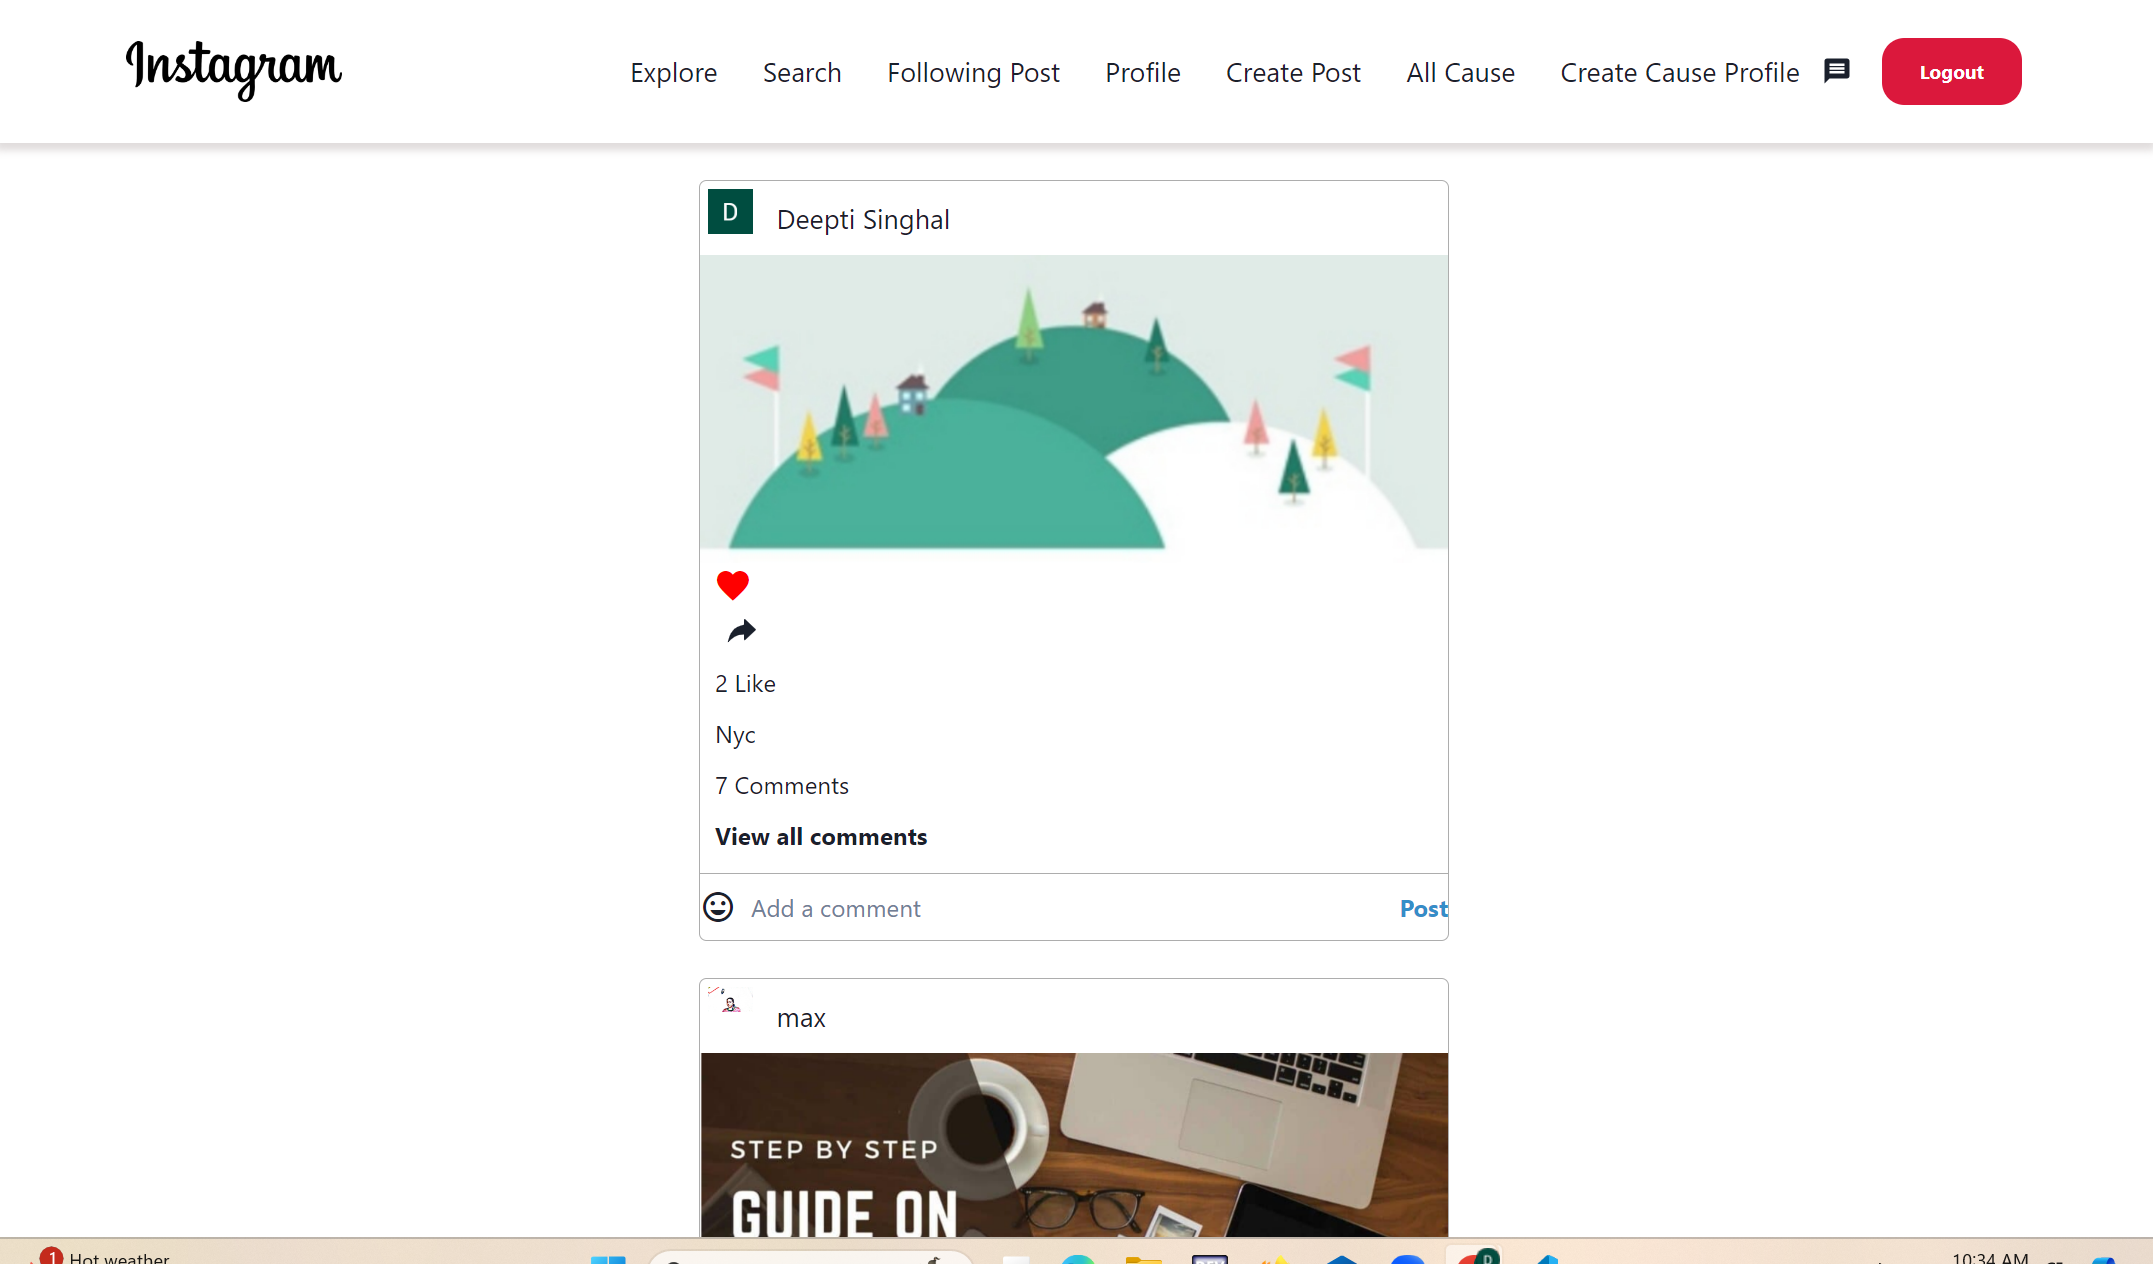 Instagram
Explore Search Following Post Profile Create Post All Cause Create Cause Profile Logout
D Deepti Singhal
2 Like
Nyc
7 Comments
View all comments
Add a comment Post
max
STEP BY STEP
GUIDE ON
1 Hot weather D 10:34 AM